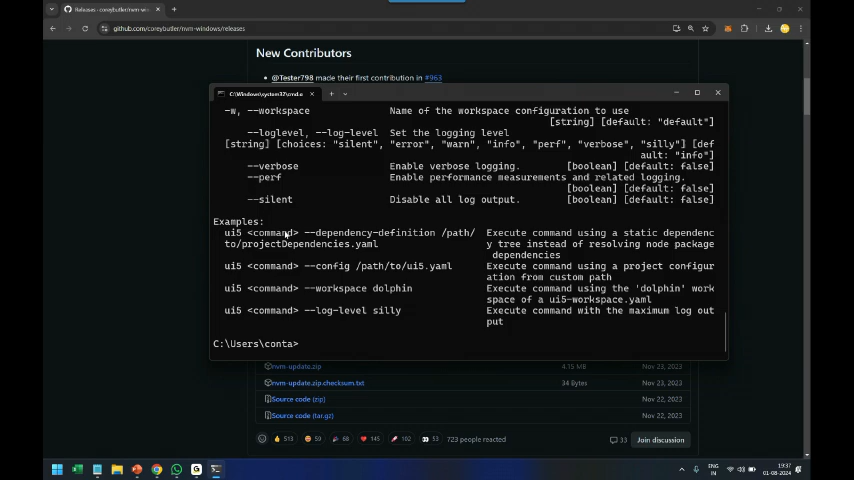 Releases · coreybutler/nvm-win
github.com/coreybutler/nvm-windows/releases
New Contributors
@Tester798 made their first contribution in #963
C:\Windows\system32\cmd.e
-w, --workspace Name of the workspace configuration to use
[string] [default: "default"]
--loglevel, --log-level Set the logging level
[string] [choices: "silent", "error", "warn", "info", "perf", "verbose", "silly"] [def
ault: "info"]
--verbose Enable verbose logging. [boolean] [default: false]
--perf Enable performance measurements and related logging.
[boolean] [default: false]
--silent Disable all log output. [boolean] [default: false]
Examples:
ui5 <command> --dependency-definition /path/ Execute command using a static dependenc
to/projectDependencies.yaml y tree instead of resolving node package
dependencies
ui5 <command> --config /path/to/ui5.yaml Execute command using a project configur
ation from custom path
ui5 <command> --workspace dolphin Execute command using the 'dolphin' work
space of a ui5-workspace.yaml
ui5 <command> --log-level silly Execute command with the maximum log out
put
C:\Users\conta>
nvm-update.zip 4.15 MB Nov 23, 2023
nvm-update.zip.checksum.txt 34 Bytes Nov 23, 2023
Source code (zip) Nov 22, 2023
Source code (tar.gz) Nov 22, 2023
513 59 68 145 102 53 723 people reacted 33 Join discussion
ENG 19:37
IN 01-08-2024